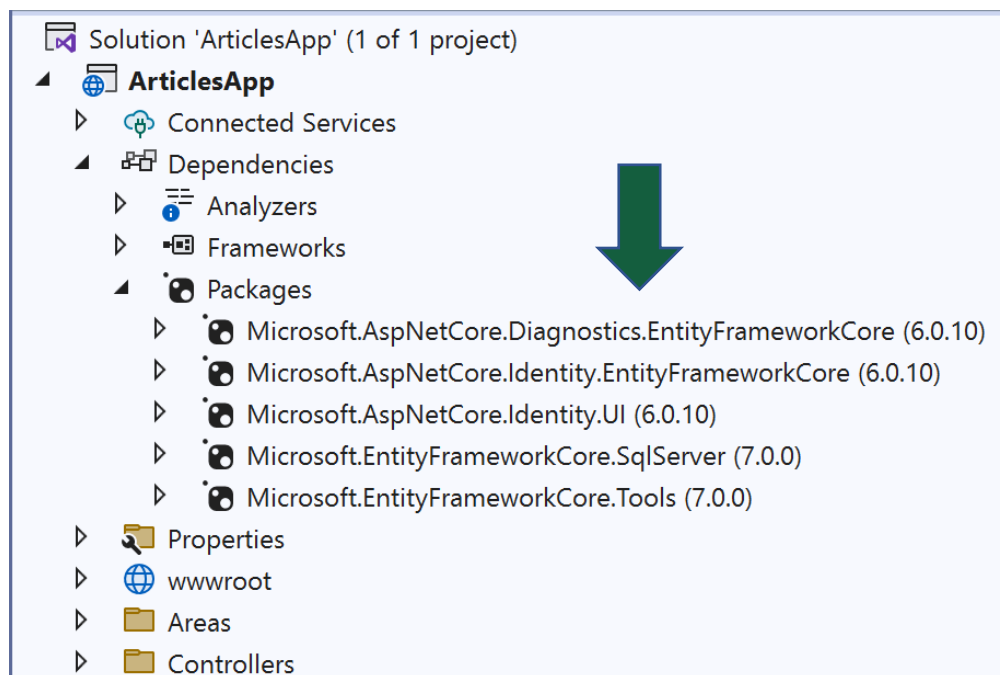 Solution 'ArticlesApp' (1 of 1 project)
ArticlesApp
Connected Services
Dependencies
Analyzers
Frameworks
Packages
Microsoft.AspNetCore.Diagnostics.EntityFrameworkCore (6.0.10)
Microsoft.AspNetCore.Identity.EntityFrameworkCore (6.0.10)
Microsoft.AspNetCore.Identity.UI (6.0.10)
Microsoft.EntityFrameworkCore.SqlServer (7.0.0)
Microsoft.EntityFrameworkCore.Tools (7.0.0)
Properties
wwwroot
Areas
Controllers